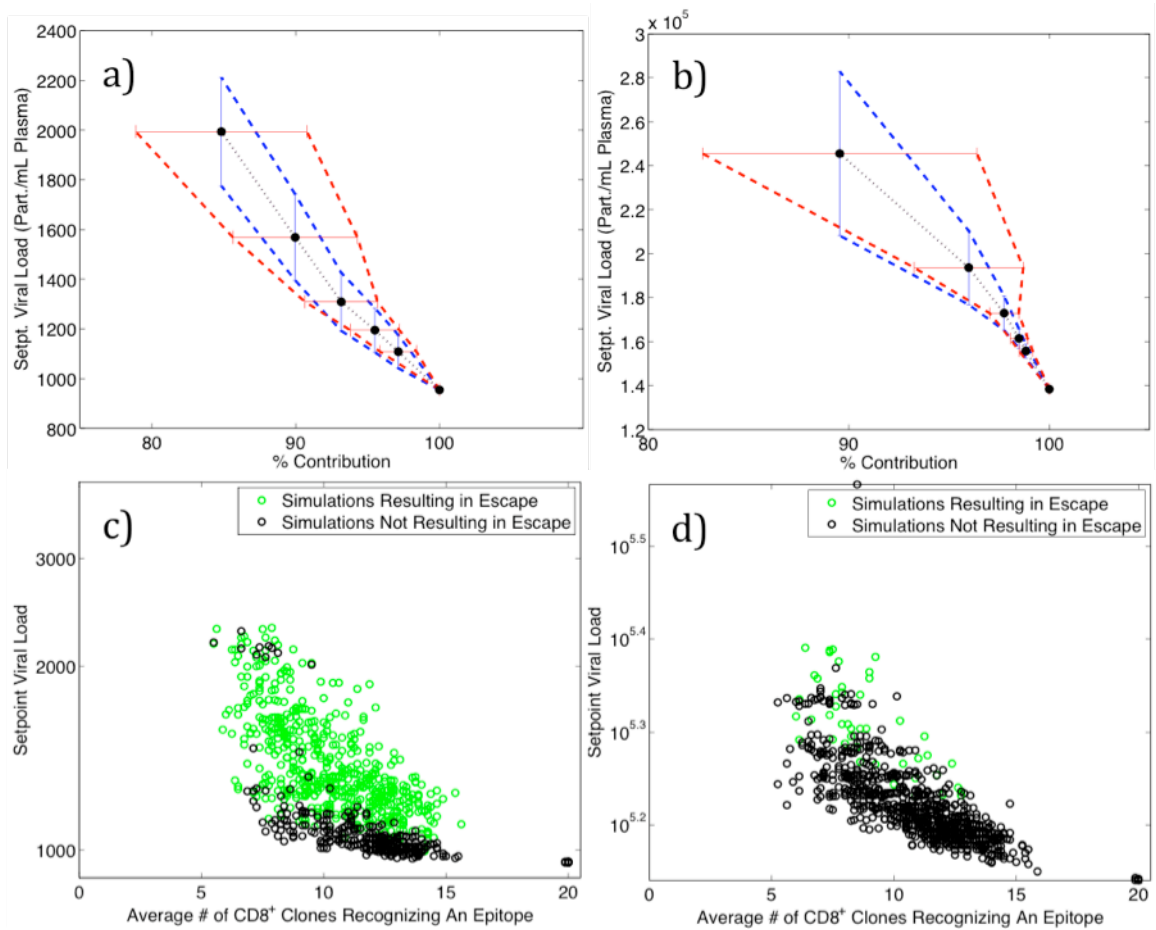 a)
2400
2200
2000
1800
1600
1400
1200
1000
800
80
90
100
Setpt. Viral Load (Part./mL Plasma)
% Contribution
b)
x 10⁵
3
2.8
2.6
2.4
2.2
2
1.8
1.6
1.4
1.2
80
90
100
Setpt. Viral Load (Part./mL Plasma)
% Contribution
c)
Simulations Resulting in Escape
Simulations Not Resulting in Escape
3000
2000
1000
0
5
10
15
20
Setpoint Viral Load
Average # of CD8⁺ Clones Recognizing An Epitope
d)
Simulations Resulting in Escape
Simulations Not Resulting in Escape
10^5.5
10^5.4
10^5.3
10^5.2
0
5
10
15
20
Setpoint Viral Load
Average # of CD8⁺ Clones Recognizing An Epitope